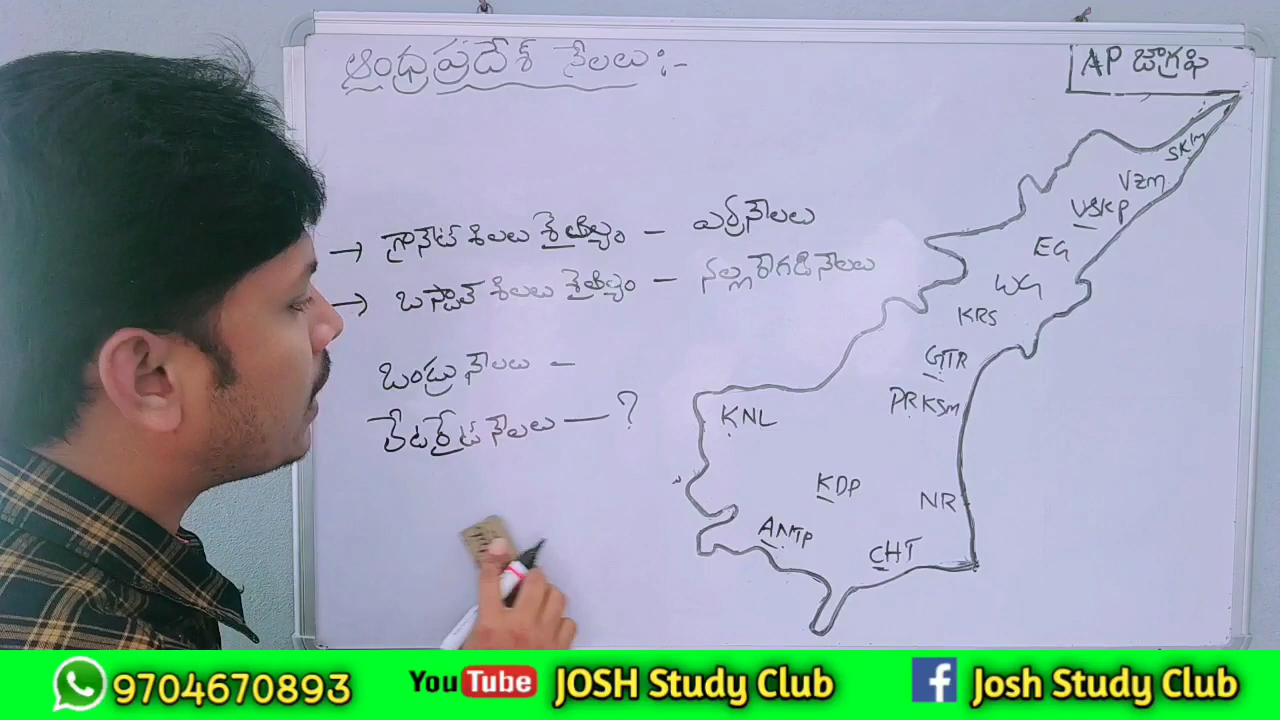 ఆంధ్రప్రదేశ్ నేలలు :-
AP జాగ్రఫి
→ గ్రానైట్ శిలలు శైథిల్యం - ఎర్రనేలలు
→ బసాల్ట్ శిలలు శైథిల్యం - నల్లరేగడి నేలలు
ఒండ్రు నేలలు -
లేటరైట్ నేలలు - ?
SKlm
VZm
VSKP
EG
WG
KRS
GTR
PRKSm
KNL
KDP
NR
ANTP
CHT
9704670893
YouTube JOSH Study Club
f Josh Study Club